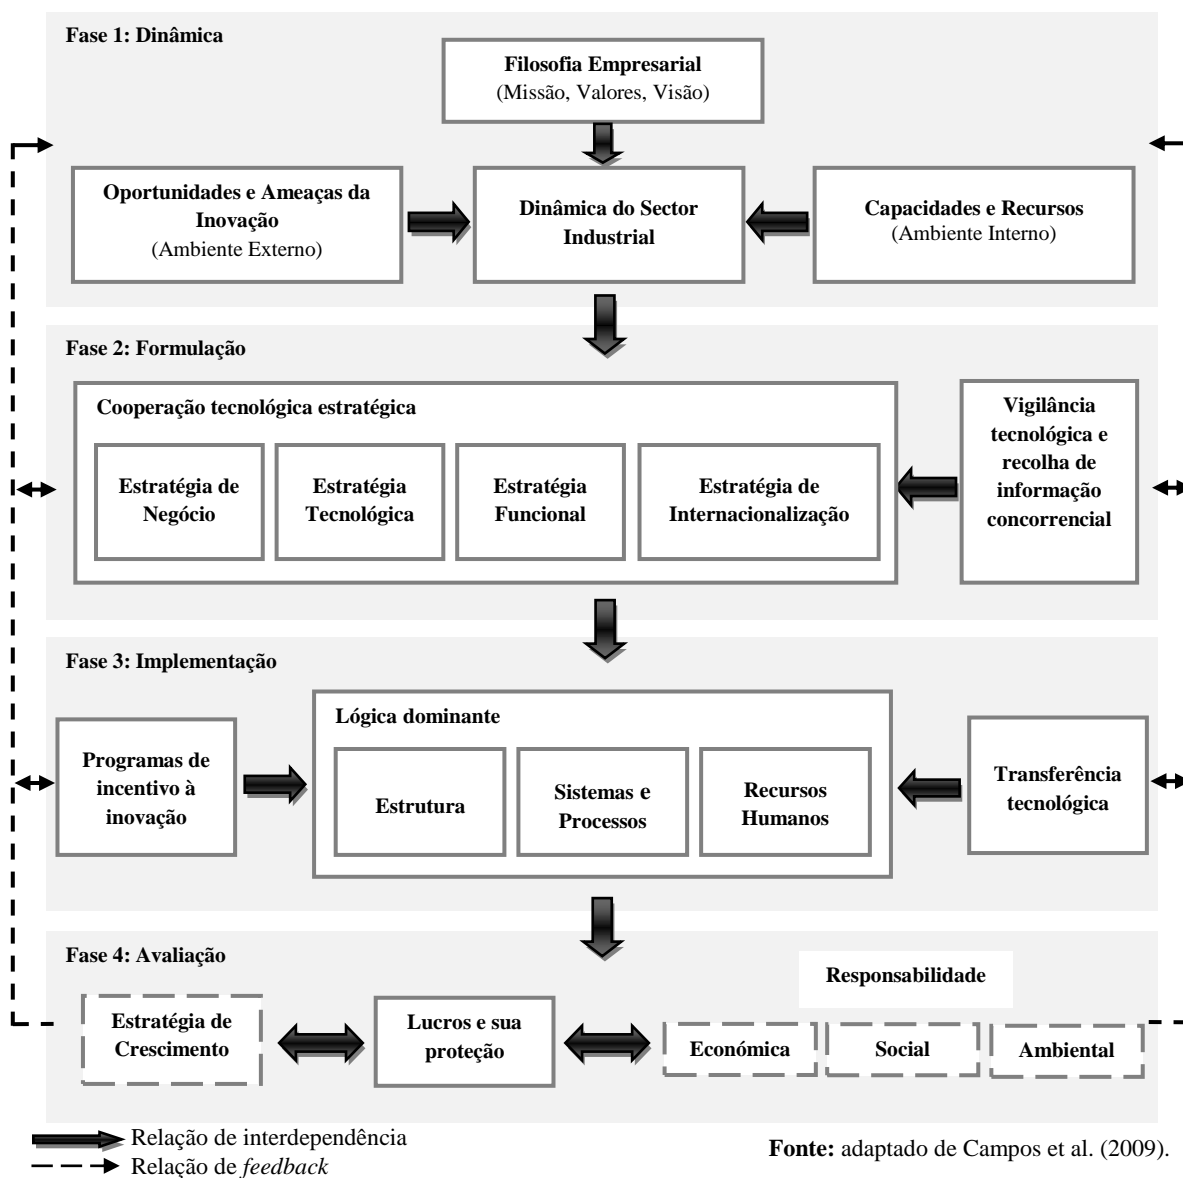 Fase 1: Dinâmica
Filosofia Empresarial
(Missão, Valores, Visão)
Oportunidades e Ameaças da
Inovação
(Ambiente Externo)
Dinâmica do Sector
Industrial
Capacidades e Recursos
(Ambiente Interno)
Fase 2: Formulação
Cooperação tecnológica estratégica
Estratégia de
Negócio
Estratégia
Tecnológica
Estratégia
Funcional
Estratégia de
Internacionalização
Vigilância
tecnológica e
recolha de
informação
concorrencial
Fase 3: Implementação
Programas de
incentivo à
inovação
Lógica dominante
Estrutura
Sistemas e
Processos
Recursos
Humanos
Transferência
tecnológica
Fase 4: Avaliação
Estratégia de
Crescimento
Lucros e sua
proteção
Responsabilidade
Económica
Social
Ambiental
Relação de interdependência
Relação de feedback
Fonte: adaptado de Campos et al. (2009).